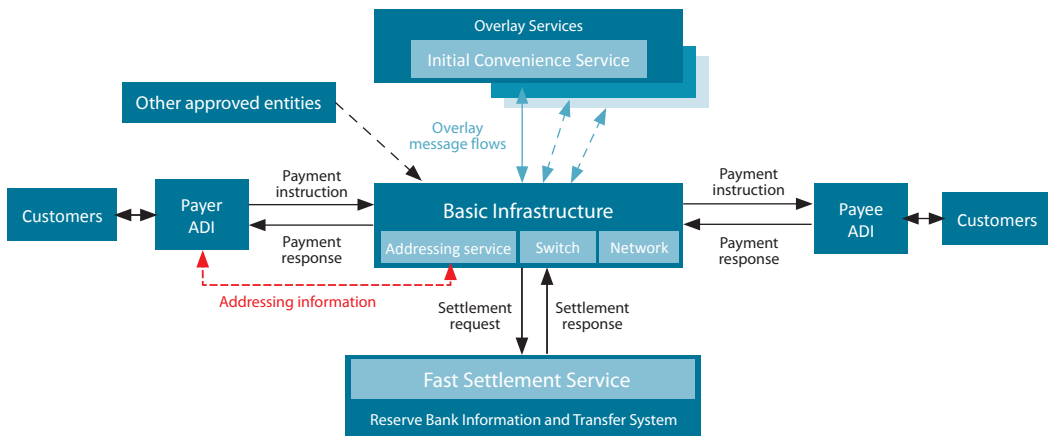 Overlay Services
Initial Convenience Service
Other approved entities
Overlay
message flows
Payment
instruction
Payment
instruction
Customers
Payer
ADI
Basic Infrastructure
Payee
ADI
Customers
Addressing service
Switch
Network
Payment
response
Payment
response
Addressing information
Settlement
request
Settlement
response
Fast Settlement Service
Reserve Bank Information and Transfer System